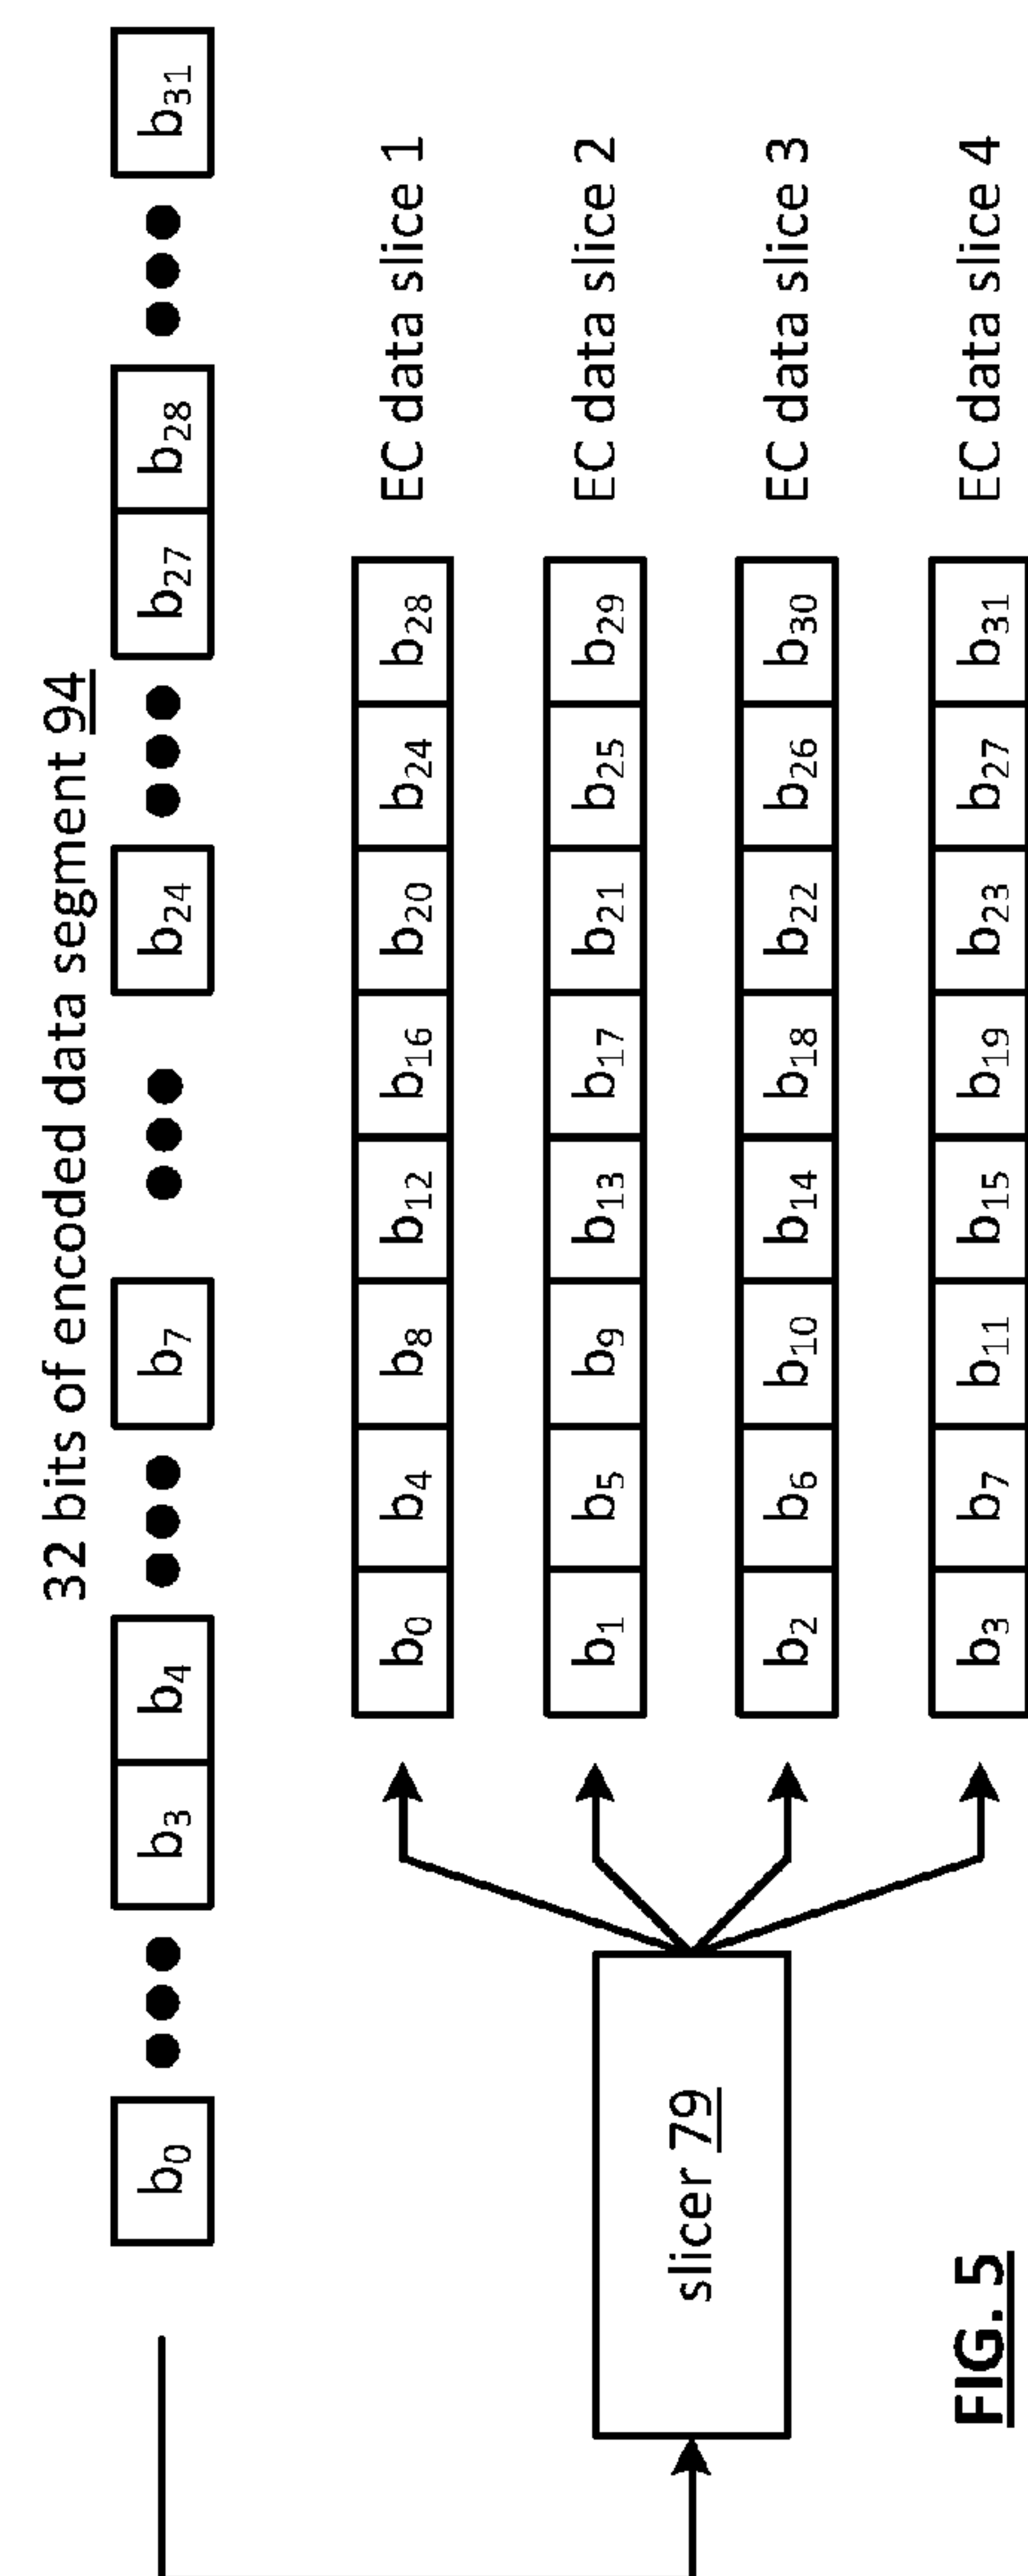 32 bits of encoded data segment 94
b0 ●●● b3 b4 ●●● b7 ●●● b24 ●●● b27 b28 ●●● b31
b0 b4 b8 b12 b16 b20 b24 b28 EC data slice 1
b1 b5 b9 b13 b17 b21 b25 b29 EC data slice 2
slicer 79
b2 b6 b10 b14 b18 b22 b26 b30 EC data slice 3
b3 b7 b11 b15 b19 b23 b27 b31 EC data slice 4
FIG. 5